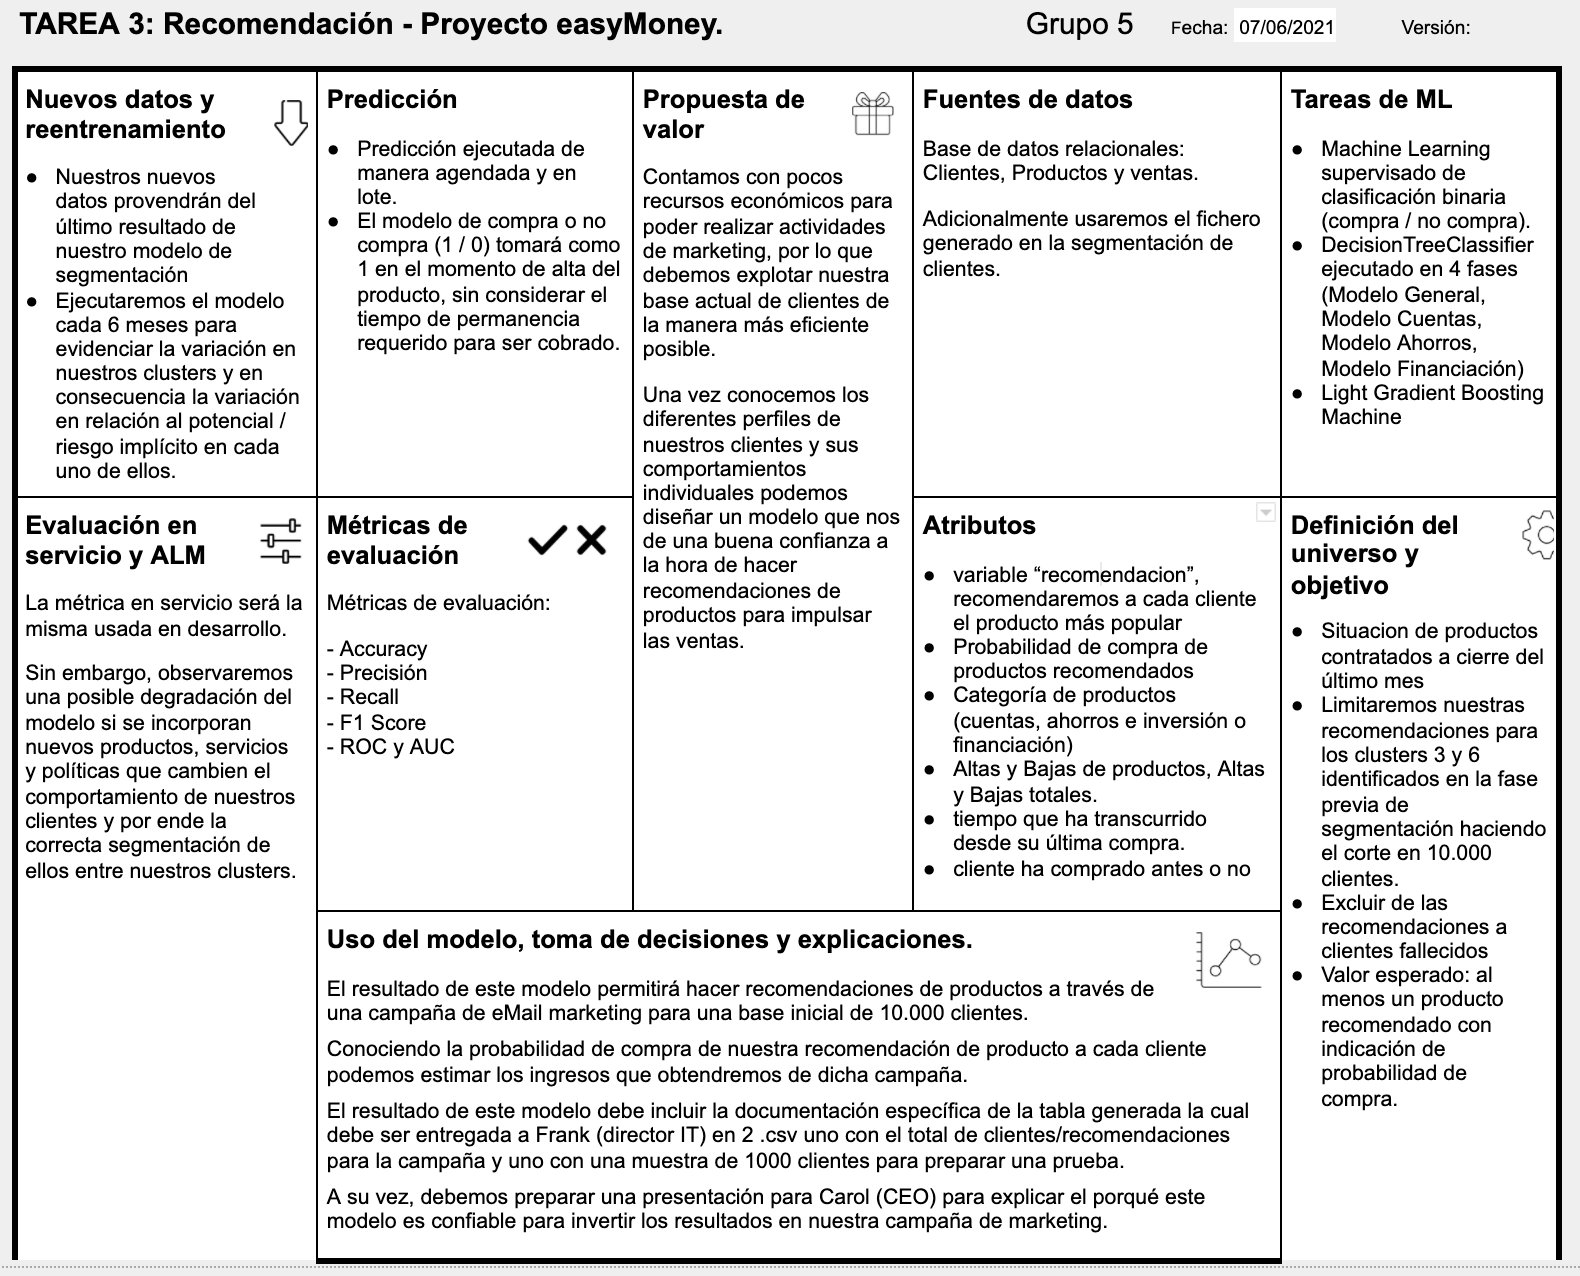 TAREA 3: Recomendación - Proyecto easyMoney.
Grupo 5
Fecha: 07/06/2021
Versión:
Nuevos datos y
reentrenamiento
● Nuestros nuevos
datos provendrán del
último resultado de
nuestro modelo de
segmentación
● Ejecutaremos el modelo
cada 6 meses para
evidenciar la variación en
nuestros clusters y en
consecuencia la variación
en relación al potencial /
riesgo implícito en cada
uno de ellos.
Predicción
● Predicción ejecutada de
manera agendada y en
lote.
● El modelo de compra o no
compra (1 / 0) tomará como
1 en el momento de alta del
producto, sin considerar el
tiempo de permanencia
requerido para ser cobrado.
Propuesta de
valor
Contamos con pocos
recursos económicos para
poder realizar actividades
de marketing, por lo que
debemos explotar nuestra
base actual de clientes de
la manera más eficiente
posible.
Una vez conocemos los
diferentes perfiles de
nuestros clientes y sus
comportamientos
individuales podemos
diseñar un modelo que nos
de una buena confianza a
la hora de hacer
recomendaciones de
productos para impulsar
las ventas.
Fuentes de datos
Base de datos relacionales:
Clientes, Productos y ventas.
Adicionalmente usaremos el fichero
generado en la segmentación de
clientes.
Tareas de ML
● Machine Learning
supervisado de
clasificación binaria
(compra / no compra).
● DecisionTreeClassifier
ejecutado en 4 fases
(Modelo General,
Modelo Cuentas,
Modelo Ahorros,
Modelo Financiación)
● Light Gradient Boosting
Machine
Evaluación en
servicio y ALM
La métrica en servicio será la
misma usada en desarrollo.
Sin embargo, observaremos
una posible degradación del
modelo si se incorporan
nuevos productos, servicios
y políticas que cambien el
comportamiento de nuestros
clientes y por ende la
correcta segmentación de
ellos entre nuestros clusters.
Métricas de
evaluación
Métricas de evaluación:
- Accuracy
- Precisión
- Recall
- F1 Score
- ROC y AUC
Atributos
● variable “recomendacion”,
recomendaremos a cada cliente
el producto más popular
● Probabilidad de compra de
productos recomendados
● Categoría de productos
(cuentas, ahorros e inversión o
financiación)
● Altas y Bajas de productos, Altas
y Bajas totales.
● tiempo que ha transcurrido
desde su última compra.
● cliente ha comprado antes o no
Definición del
universo y
objetivo
● Situacion de productos
contratados a cierre del
último mes
● Limitaremos nuestras
recomendaciones para
los clusters 3 y 6
identificados en la fase
previa de
segmentación haciendo
el corte en 10.000
clientes.
● Excluir de las
recomendaciones a
clientes fallecidos
● Valor esperado: al
menos un producto
recomendado con
indicación de
probabilidad de
compra.
Uso del modelo, toma de decisiones y explicaciones.
El resultado de este modelo permitirá hacer recomendaciones de productos a través de
una campaña de eMail marketing para una base inicial de 10.000 clientes.
Conociendo la probabilidad de compra de nuestra recomendación de producto a cada cliente
podemos estimar los ingresos que obtendremos de dicha campaña.
El resultado de este modelo debe incluir la documentación específica de la tabla generada la cual
debe ser entregada a Frank (director IT) en 2 .csv uno con el total de clientes/recomendaciones
para la campaña y uno con una muestra de 1000 clientes para preparar una prueba.
A su vez, debemos preparar una presentación para Carol (CEO) para explicar el porqué este
modelo es confiable para invertir los resultados en nuestra campaña de marketing.